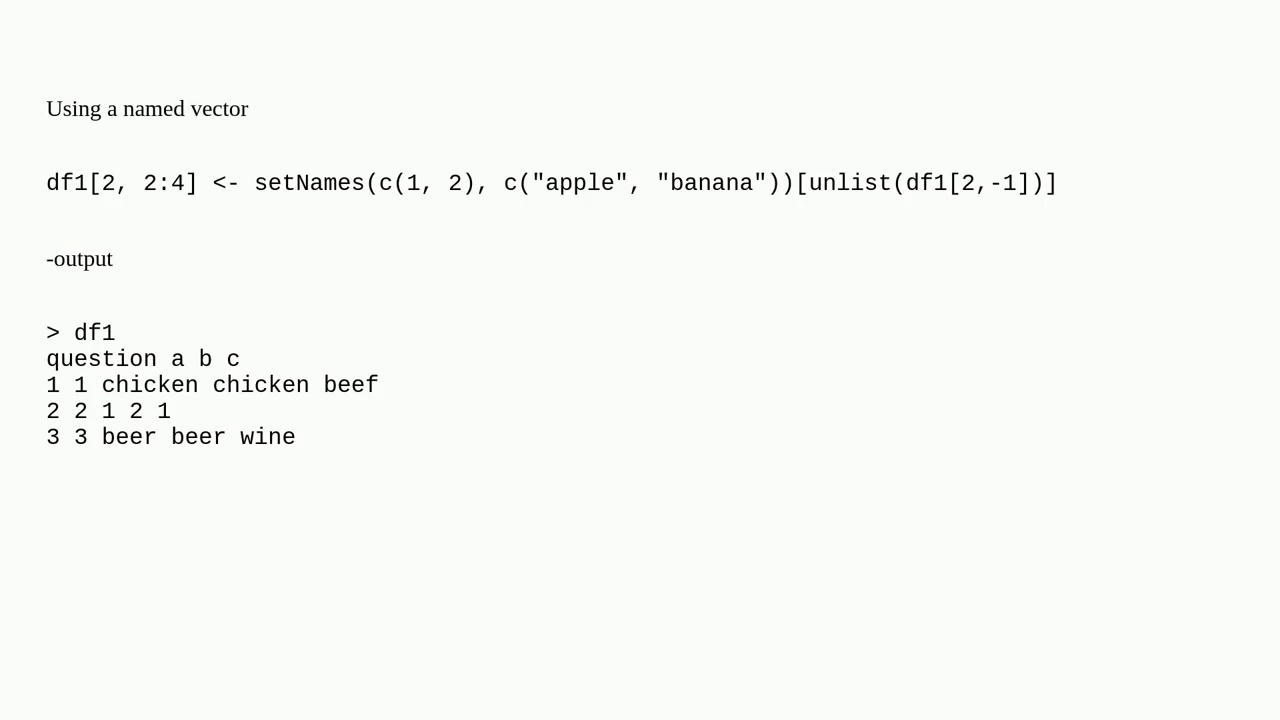 Using a named vector
df1[2, 2:4] <- setNames(c(1, 2), c("apple", "banana"))[unlist(df1[2,-1])]
-output
> df1
question a b c
1 1 chicken chicken beef
2 2 1 2 1
3 3 beer beer wine